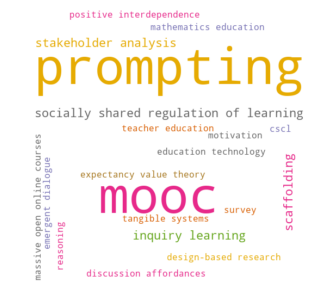 positive interdependence
mathematics education
stakeholder analysis
prompting
socially shared regulation of learning
teacher education
cscl
motivation
education technology
massive open online courses
emergent dialogue
expectancy value theory
scaffolding
mooc
survey
tangible systems
reasoning
inquiry learning
design-based research
discussion affordances